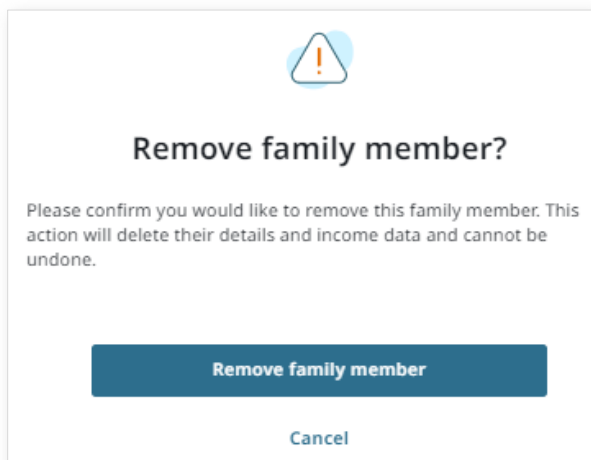 Remove family member?
Please confirm you would like to remove this family member. This
action will delete their details and income data and cannot be
undone.
Remove family member
Cancel